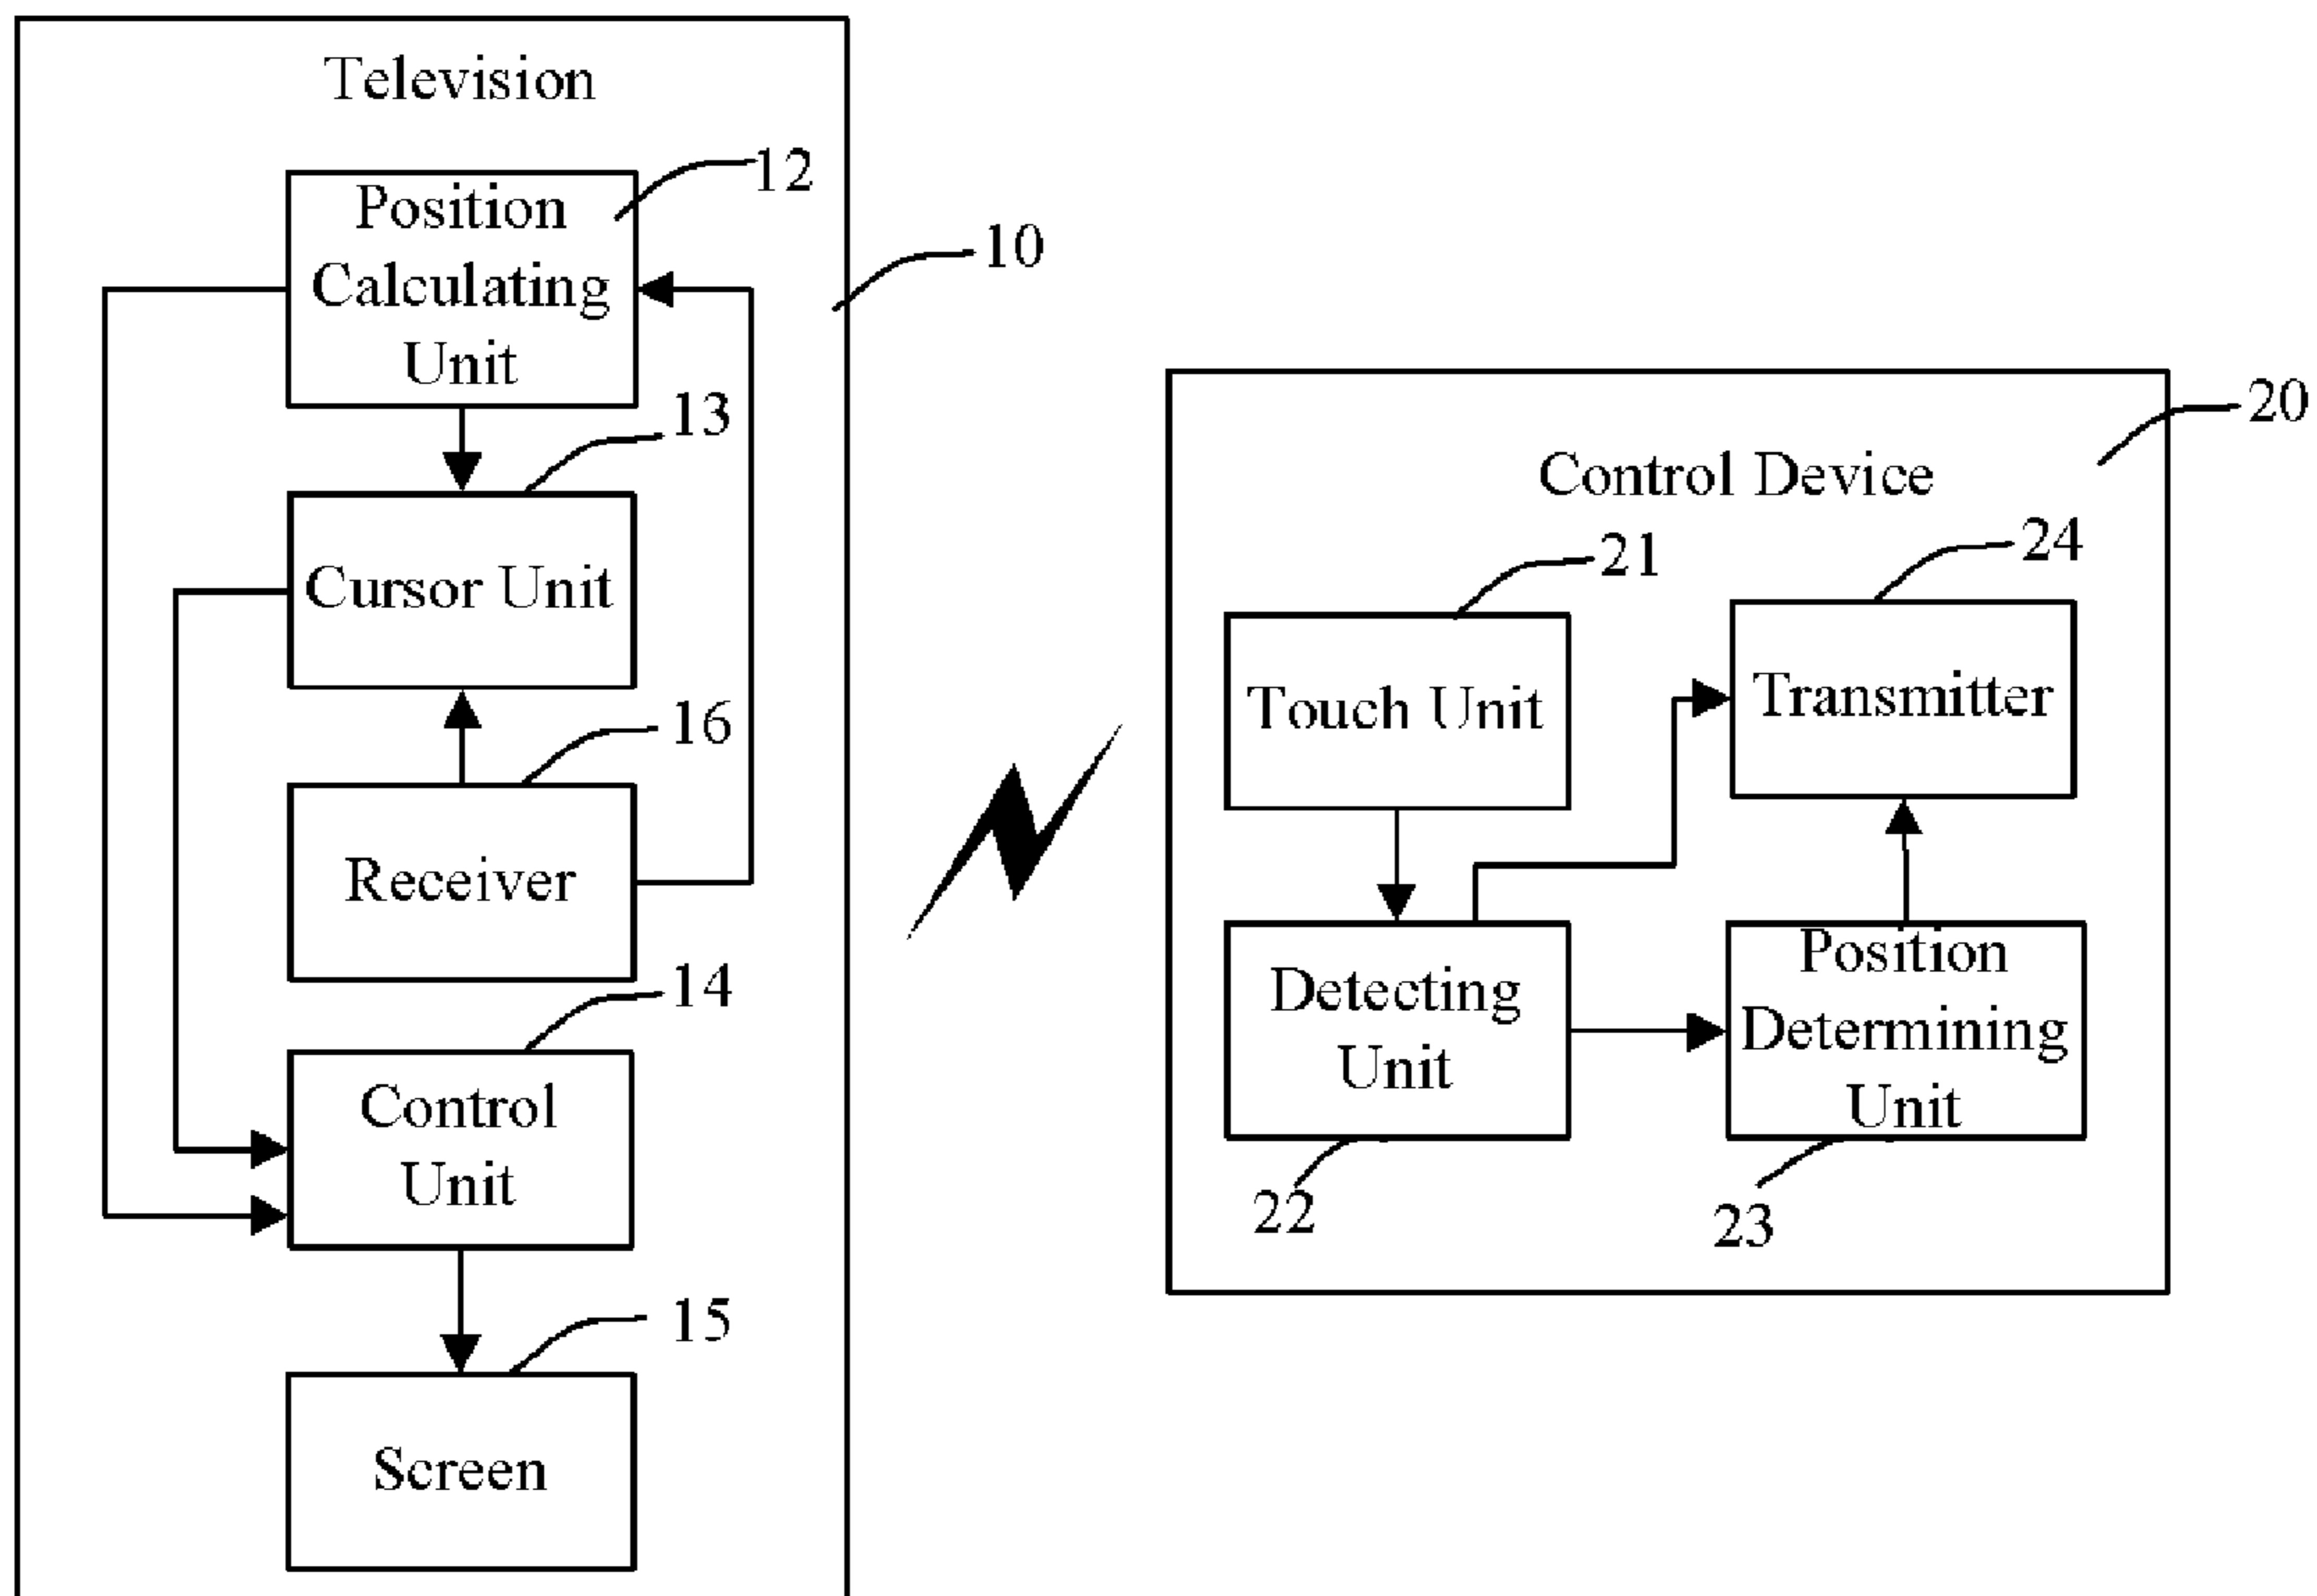 Television
12
Position
Calculating
Unit
10
13
Cursor Unit
16
Receiver
14
Control
Unit
15
Screen
20
Control Device
21
24
Touch Unit
Transmitter
Detecting
Unit
Position
Determining
Unit
22
23